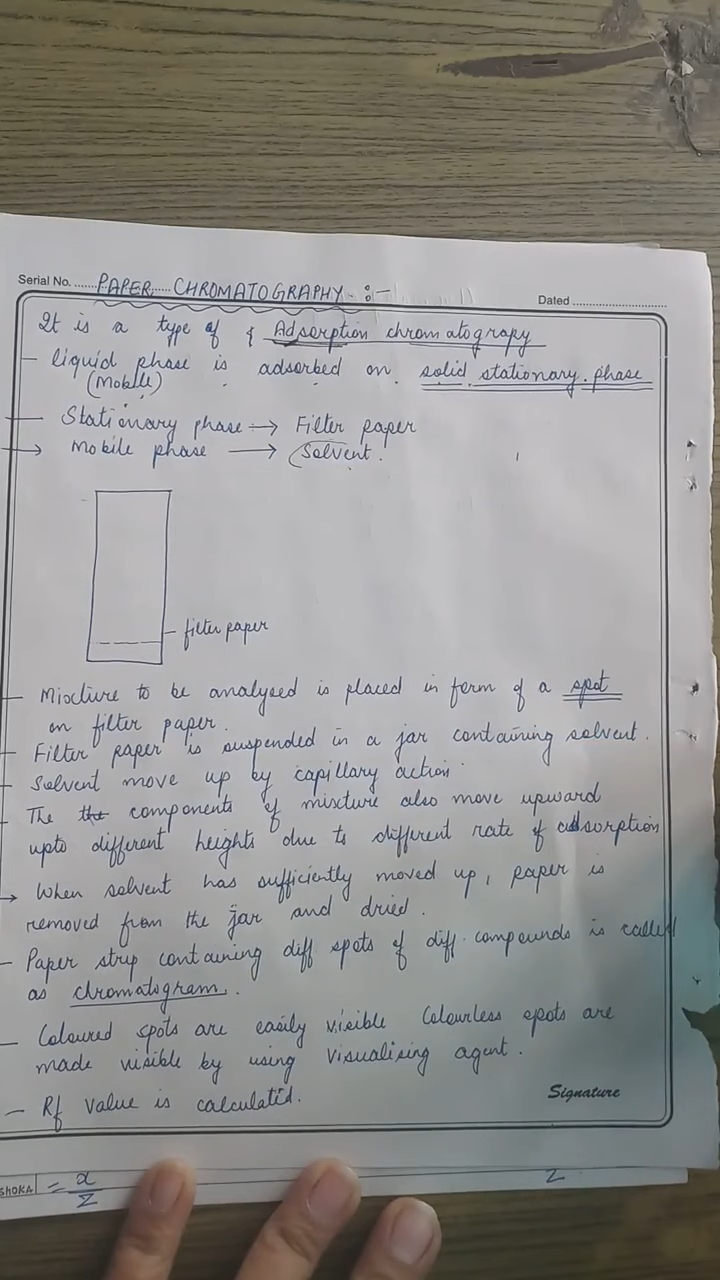 Serial No. ....... PAPER ..... CHROMATOGRAPHY :-
Dated ............................
It is a type of & Adsorption chromatograpy
- liquid phase is adsorbed on solid stationary phase
(Mobile)
- Stationary phase → Filter paper
→ Mobile phase → Solvent.
- filter paper
- Mixture to be analysed is placed in form of a spot
on filter paper.
- Filter paper is suspended in a jar containing solvent.
- Solvent move up by capillary action
- The the components of mixture also move upward
upto different heights due to different rate of adsorption
→ When solvent has sufficiently moved up, paper is
removed from the jar and dried.
- Paper strip containing diff spots of diff. compounds is called
as chromatogram.
- Coloured spots are easily visible Colourless spots are
made visible by using visualising agent.
- Rf value is calculated.
Signature
SHOKA = x/Z
Z